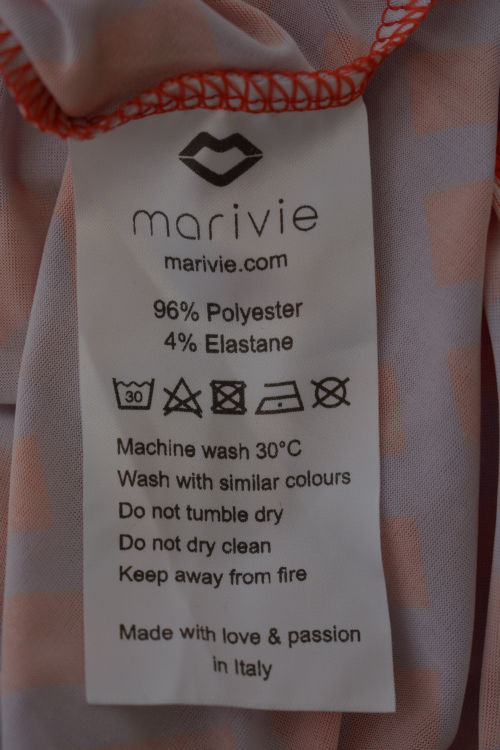 marivie
marivie.com
96% Polyester
4% Elastane
30
Machine wash 30°C
Wash with similar colours
Do not tumble dry
Do not dry clean
Keep away from fire
Made with love & passion
in Italy